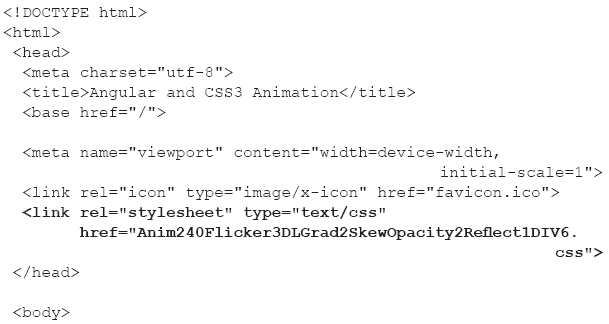 <!DOCTYPE html>
<html>
<head>
<meta charset="utf-8">
<title>Angular and CSS3 Animation</title>
<base href="/">
<meta name="viewport" content="width=device-width,
initial-scale=1">
<link rel="icon" type="image/x-icon" href="favicon.ico">
<link rel="stylesheet" type="text/css"
href="Anim240Flicker3DLGrad2SkewOpacity2Reflect1DIV6.
css">
</head>
<body>